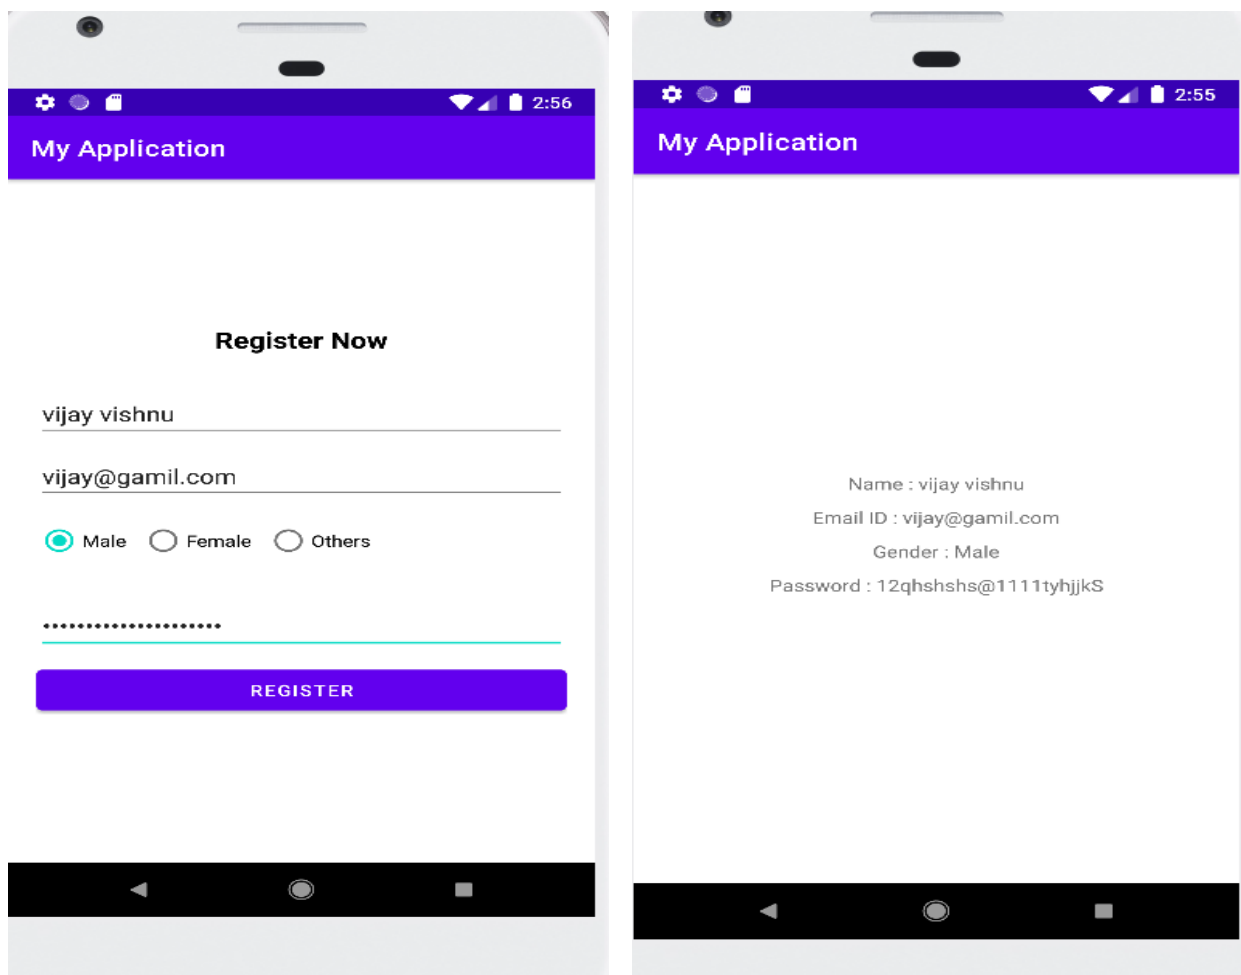 2:56
My Application
Register Now
vijay vishnu
vijay@gamil.com
Male Female Others
•••••••••••••••••••••
REGISTER
2:55
My Application
Name : vijay vishnu
Email ID : vijay@gamil.com
Gender : Male
Password : 12qhshshs@1111tyhjjkS